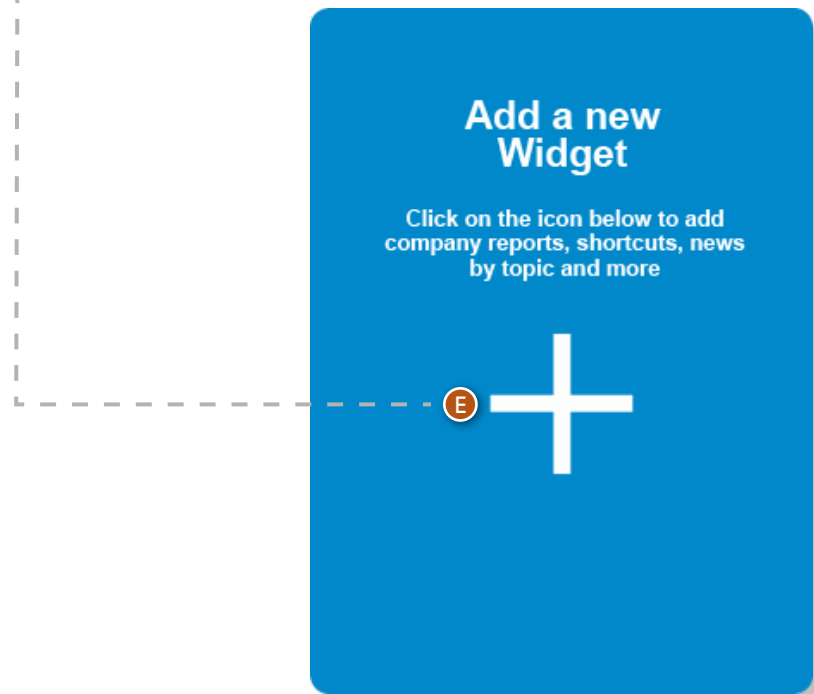 Add a new
Widget
Click on the icon below to add
company reports, shortcuts, news
by topic and more
E